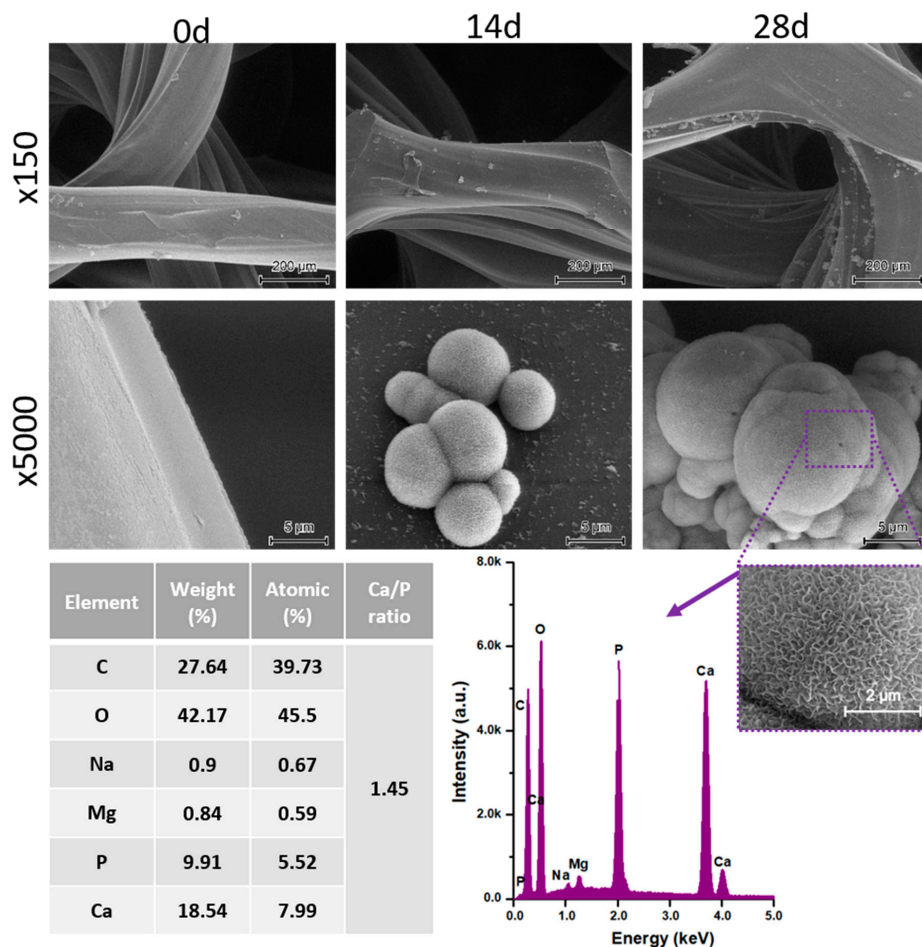 0d 14d 28d
x150
200 µm 200 µm 200 µm
x5000
5 µm 5 µm 5 µm
Element Weight (%) Atomic (%) Ca/P ratio
C 27.64 39.73
O 42.17 45.5
Na 0.9 0.67
1.45
Mg 0.84 0.59
P 9.91 5.52
Ca 18.54 7.99
8.0k
6.0k
4.0k
2.0k
0.0
Intensity (a.u.)
O
P
Ca
C
Ca
P
Na
Mg
Ca
0.0 1.0 2.0 3.0 4.0 5.0
Energy (keV)
2 µm